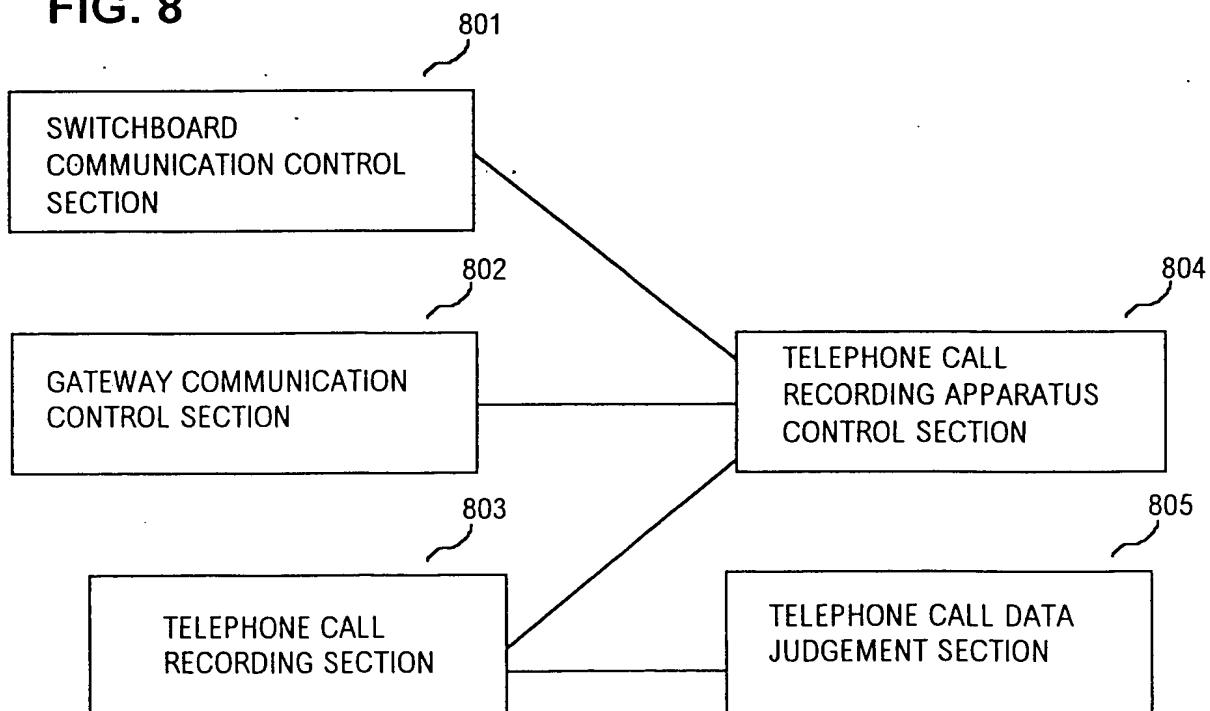 FIG. 8
801
SWITCHBOARD
COMMUNICATION CONTROL
SECTION
802
GATEWAY COMMUNICATION
CONTROL SECTION
804
TELEPHONE CALL
RECORDING APPARATUS
CONTROL SECTION
803
TELEPHONE CALL
RECORDING SECTION
805
TELEPHONE CALL DATA
JUDGEMENT SECTION